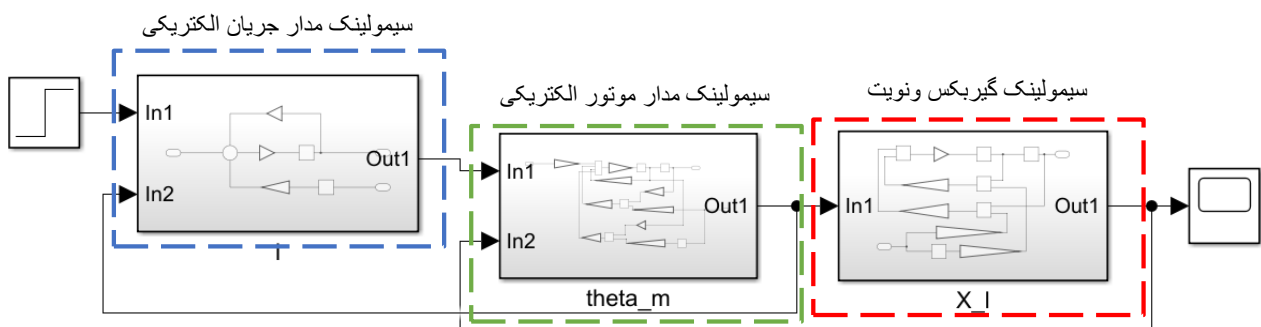 سیمولینک مدار جریان الکتریکی
سیمولینک مدار موتور الکتریکی
سیمولینک گیربکس ونویت
In1
In2
Out1
I
In1
In2
Out1
theta_m
In1
Out1
X_l